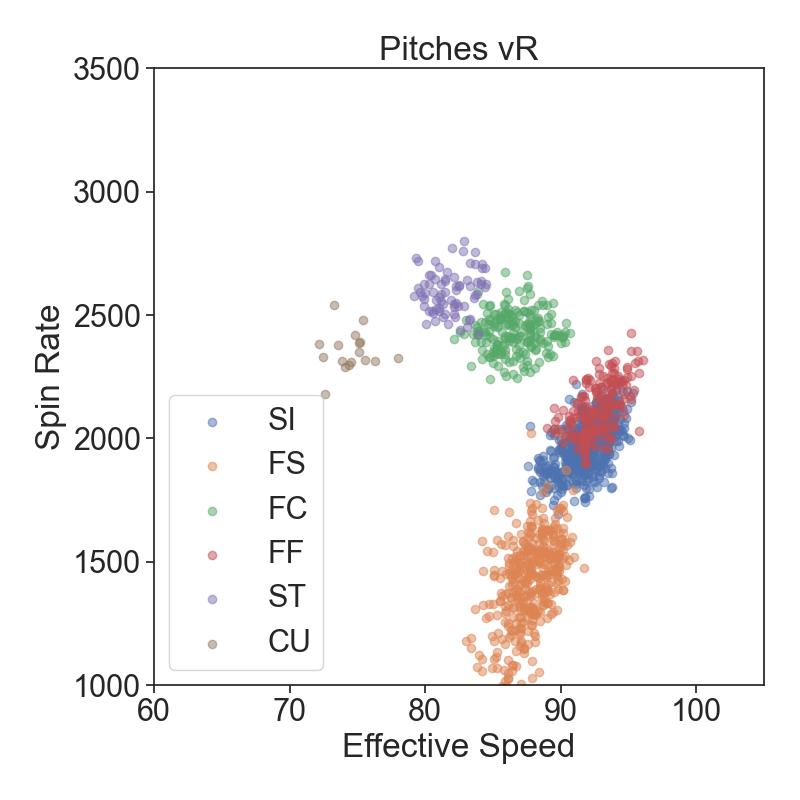 Pitches vR
3500
3000
2500
2000
1500
1000
Spin Rate
SI
FS
FC
FF
ST
CU
60 70 80 90 100
Effective Speed